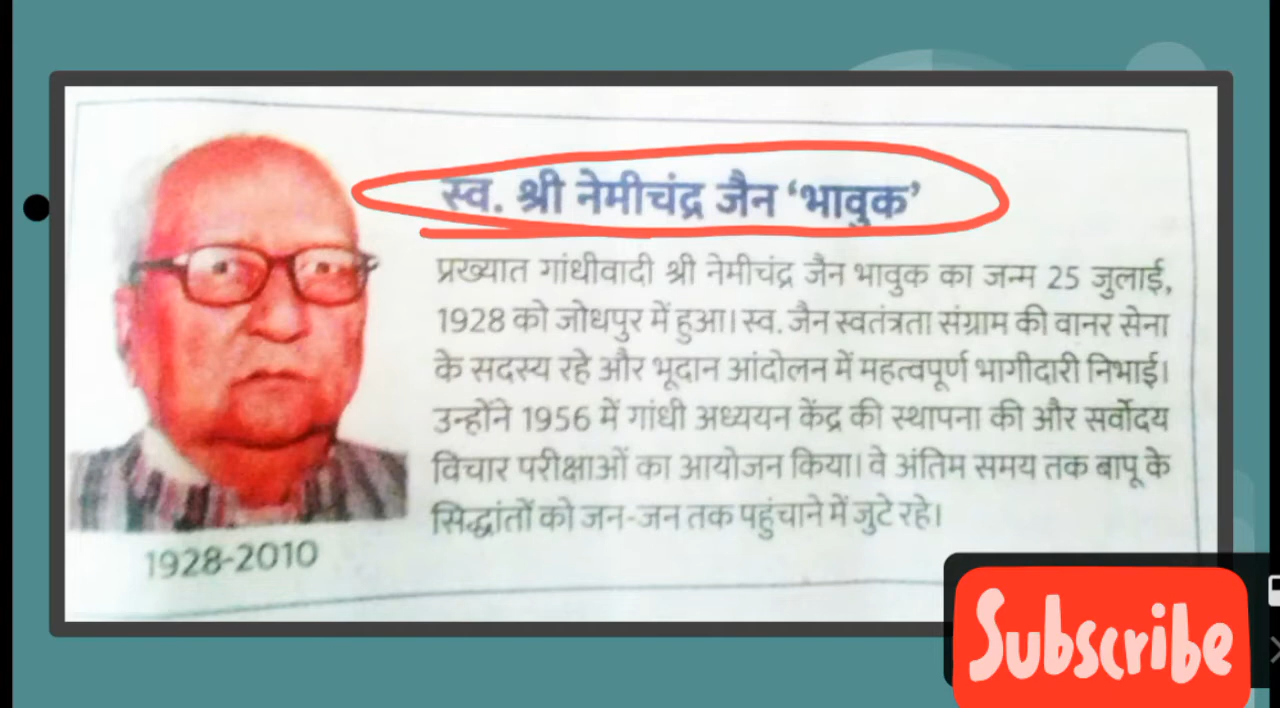 स्व. श्री नेमीचंद्र जैन ‘भावुक’
प्रख्यात गांधीवादी श्री नेमीचंद्र जैन भावुक का जन्म 25 जुलाई,
1928 को जोधपुर में हुआ। स्व. जैन स्वतंत्रता संग्राम की वानर सेना
के सदस्य रहे और भूदान आंदोलन में महत्वपूर्ण भागीदारी निभाई।
उन्होंने 1956 में गांधी अध्ययन केंद्र की स्थापना की और सर्वोदय
विचार परीक्षाओं का आयोजन किया। वे अंतिम समय तक बापू के
सिद्धांतों को जन-जन तक पहुंचाने में जुटे रहे।
1928-2010
Subscribe